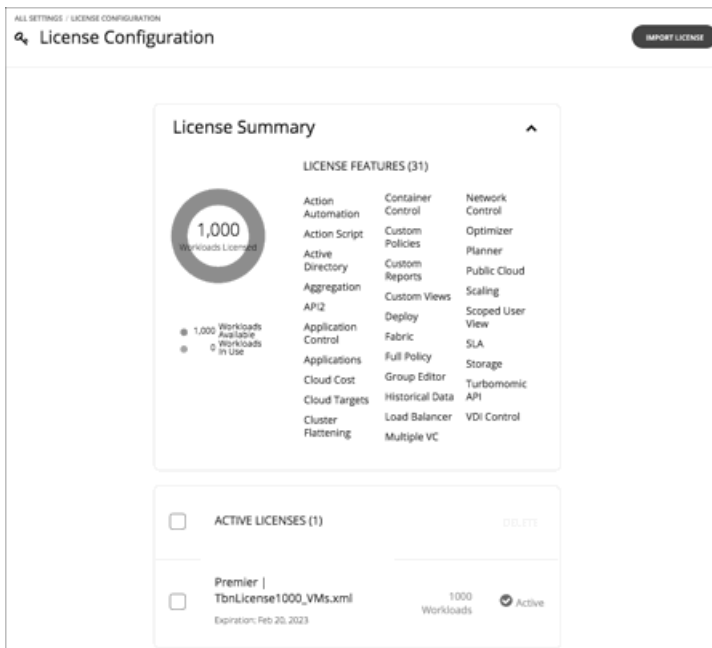 ALL SETTINGS / LICENSE CONFIGURATION
License Configuration
IMPORT LICENSE
License Summary
LICENSE FEATURES (31)
1,000
Workloads Licensed
1,000 Workloads
Available
0 Workloads
In Use
Action
Automation
Action Script
Active
Directory
Aggregation
API2
Application
Control
Applications
Cloud Cost
Cloud Targets
Cluster
Flattening
Container
Control
Custom
Policies
Custom
Reports
Custom Views
Deploy
Fabric
Full Policy
Group Editor
Historical Data
Load Balancer
Multiple VC
Network
Control
Optimizer
Planner
Public Cloud
Scaling
Scoped User
View
SLA
Storage
Turbomomic
API
VDI Control
ACTIVE LICENSES (1)
DELETE
Premier |
TbnLicense1000_VMs.xml
Expiration: Feb 20, 2023
1000
Workloads
Active